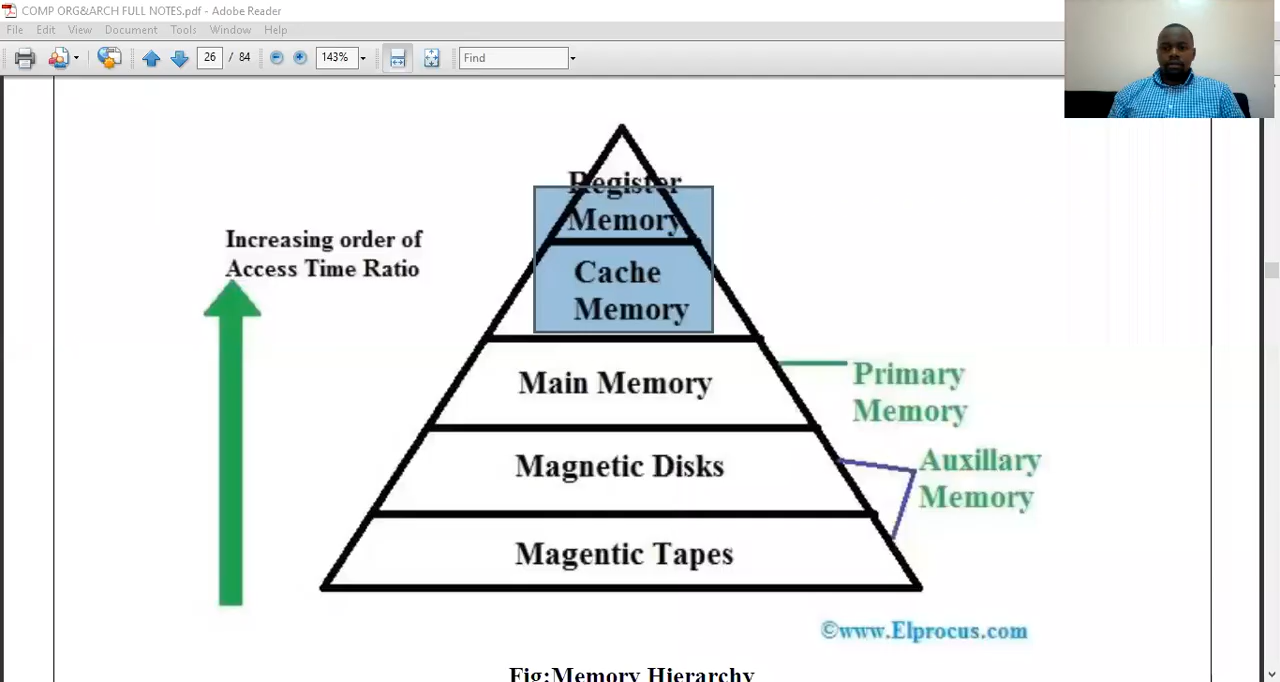 COMP ORG&ARCH FULL NOTES.pdf - Adobe Reader
File Edit View Document Tools Window Help
26 / 84 143% Find
Register
Memory
Increasing order of
Access Time Ratio
Cache
Memory
Main Memory
Primary
Memory
Magnetic Disks
Auxillary
Memory
Magentic Tapes
©www.Elprocus.com
Fig:Memory Hierarchy